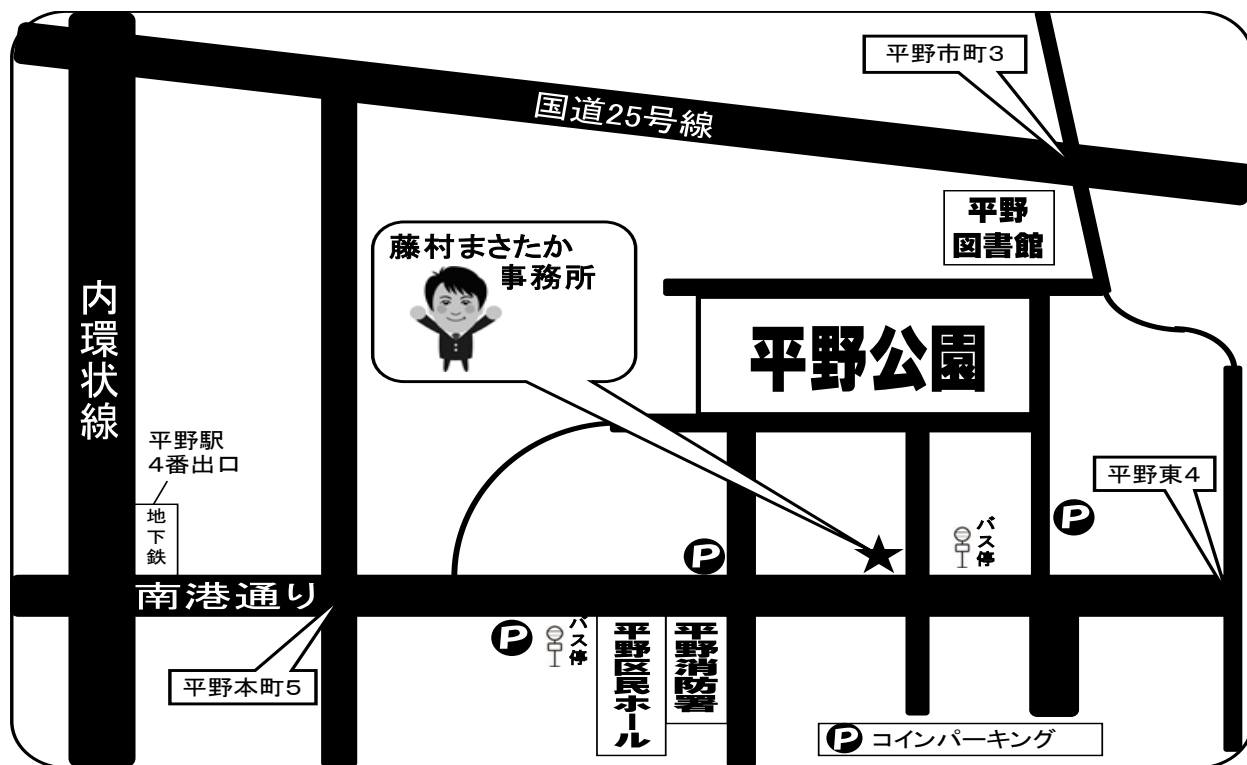 平野市町3
国道25号線
平野
図書館
藤村まさたか
事務所
内環状線
平野公園
平野駅
4番出口
地下鉄
平野東4
バス停
P
P
南港通り
P
バス停
平野区民ホール
平野消防署
平野本町5
P コインパーキング